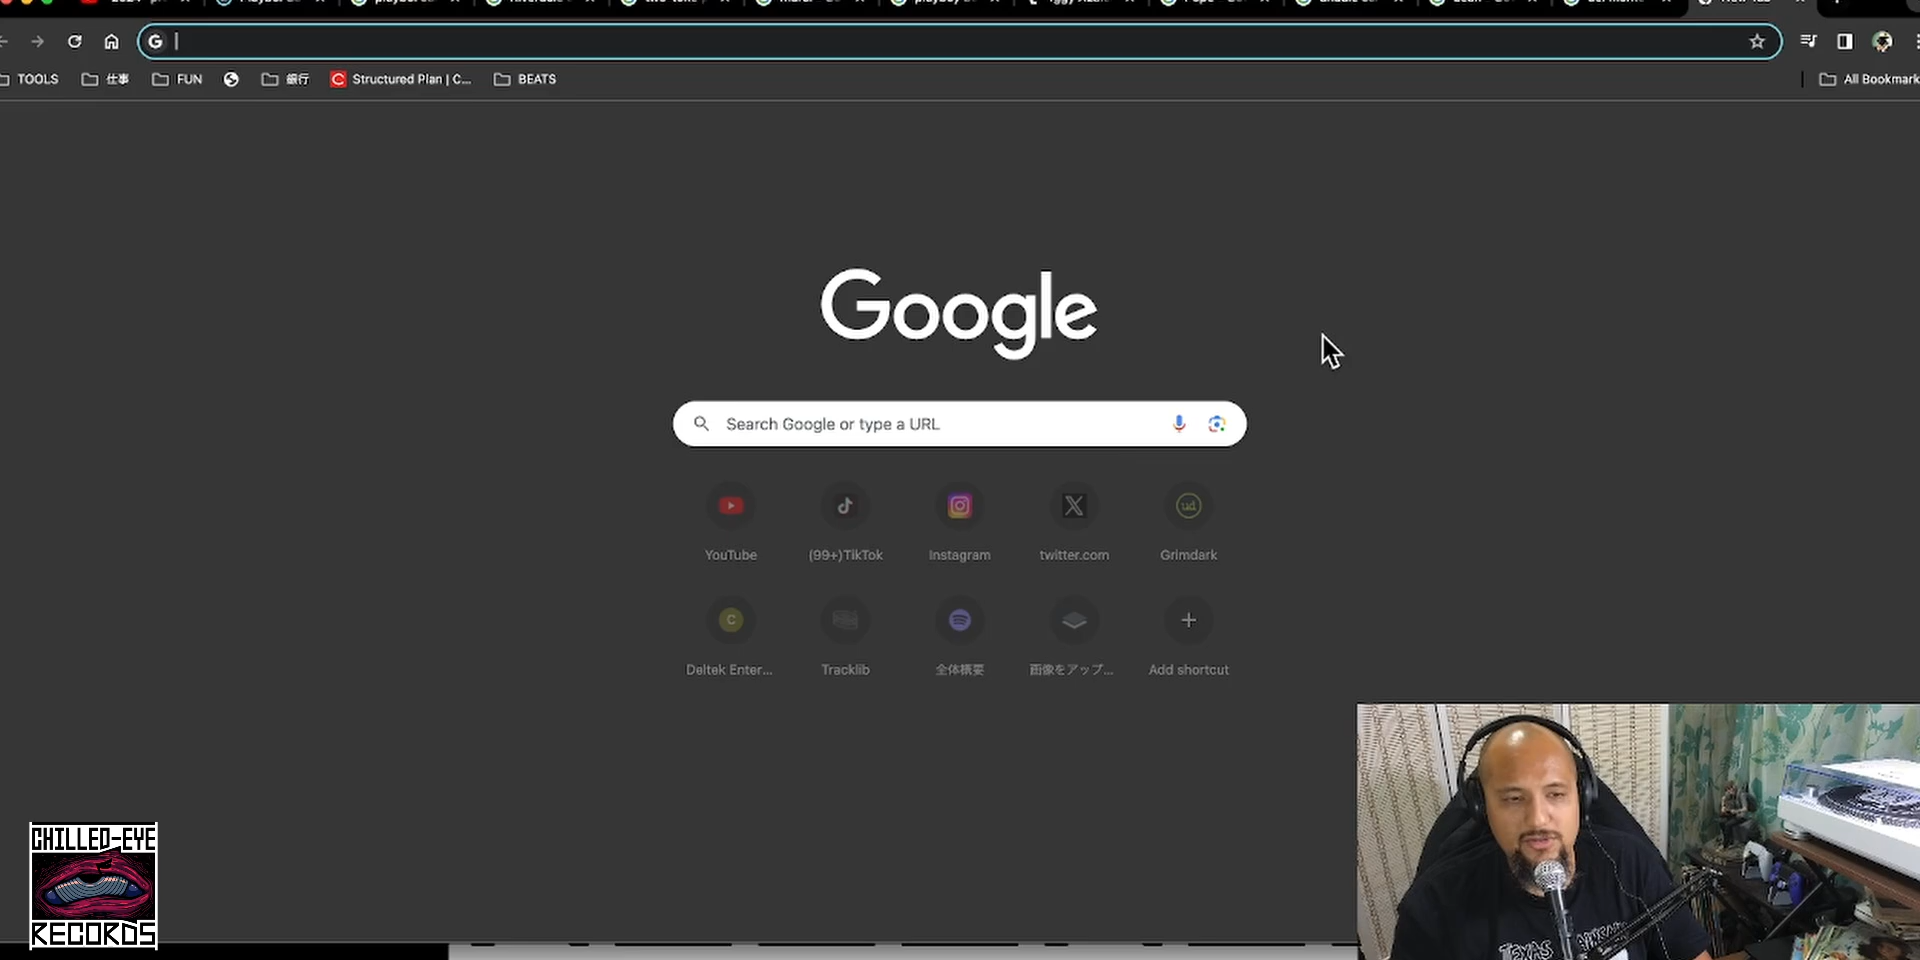 TOOLS 仕事 FUN 銀行 Structured Plan | C... BEATS All Bookmark
Google
Search Google or type a URL
YouTube (99+)TikTok Instagram twitter.com Grimdark
ud
C
Deltek Enter... Tracklib 全体概要 画像をアップ... Add shortcut
CHILLED-EYE
RECORDS
TEXAS